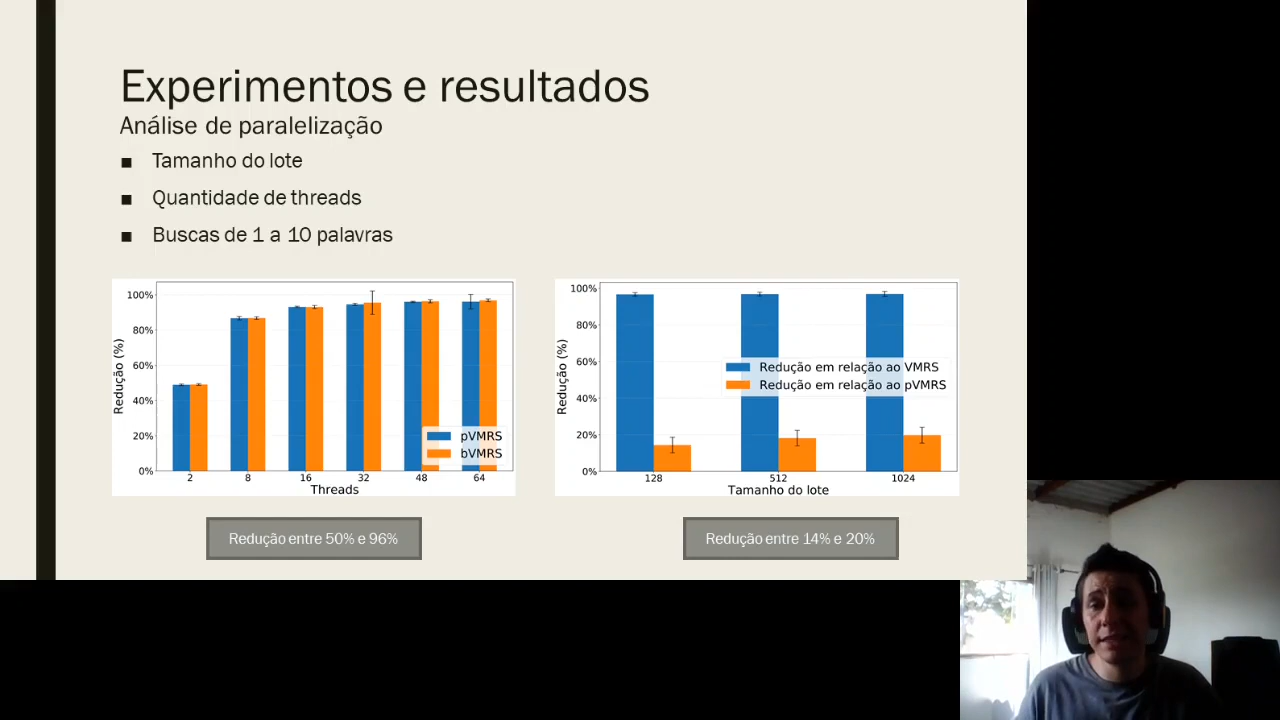 Experimentos e resultados
Análise de paralelização
■ Tamanho do lote
■ Quantidade de threads
■ Buscas de 1 a 10 palavras
100%
80%
60%
40%
20%
0%
Redução (%)
2 8 16 32 48 64
Threads
pVMRS
bVMRS
100%
80%
60%
40%
20%
0%
Redução (%)
Redução em relação ao VMRS
Redução em relação ao pVMRS
128 512 1024
Tamanho do lote
Redução entre 50% e 96%
Redução entre 14% e 20%